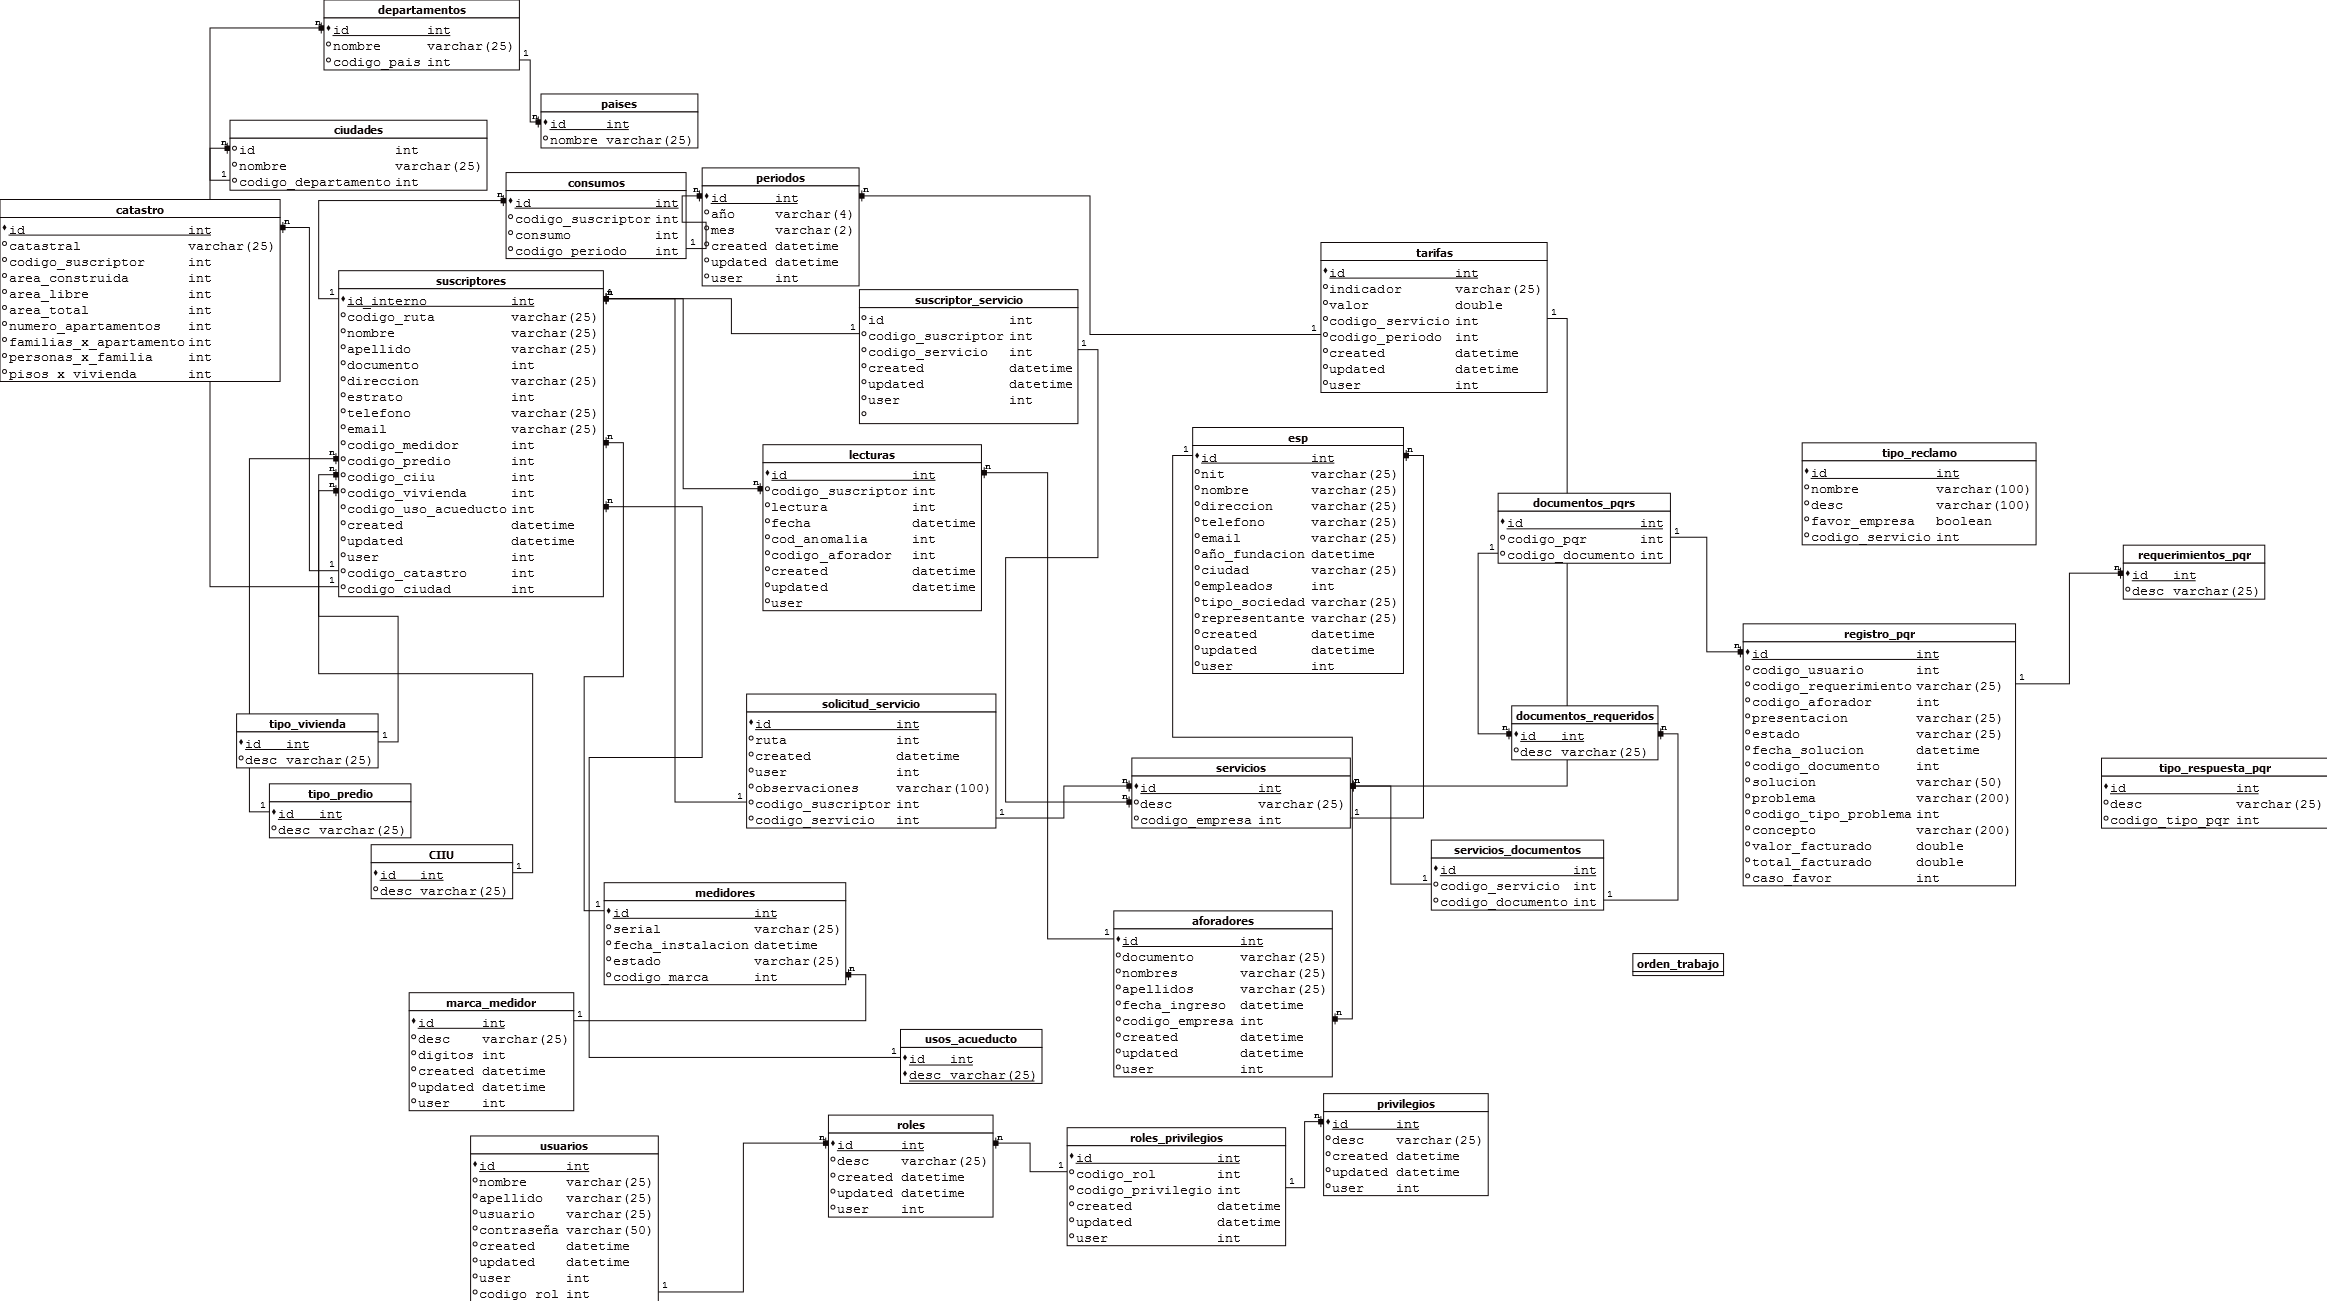 departamentos
id int
nombre varchar(25)
codigo_pais int
paises
id int
nombre varchar(25)
ciudades
id int
nombre varchar(25)
codigo_departamento int
catastro
id int
catastral varchar(25)
codigo_suscriptor int
area_construida int
area_libre int
area_total int
numero_apartamentos int
familias_x_apartamento int
personas_x_familia int
pisos_x_vivienda int
consumos
id int
codigo_suscriptor int
consumo int
codigo_periodo int
periodos
id int
año varchar(4)
mes varchar(2)
created datetime
updated datetime
user int
suscriptores
id_interno int
codigo_ruta varchar(25)
nombre varchar(25)
apellido varchar(25)
documento int
direccion varchar(25)
estrato int
telefono varchar(25)
email varchar(25)
codigo_medidor int
codigo_predio int
codigo_ciiu int
codigo_vivienda int
codigo_uso_acueducto int
created datetime
updated datetime
user int
codigo_catastro int
codigo_ciudad int
suscriptor_servicio
id int
codigo_suscriptor int
codigo_servicio int
created datetime
updated datetime
user int
tarifas
id int
indicador varchar(25)
valor double
codigo_servicio int
codigo_periodo int
created datetime
updated datetime
user int
lecturas
id int
codigo_suscriptor int
lectura int
fecha datetime
cod_anomalia int
codigo_aforador int
created datetime
updated datetime
user
esp
id int
nit varchar(25)
nombre varchar(25)
direccion varchar(25)
telefono varchar(25)
email varchar(25)
año_fundacion datetime
ciudad varchar(25)
empleados int
tipo_sociedad varchar(25)
representante varchar(25)
created datetime
updated datetime
user int
documentos_pqrs
id int
codigo_pqr int
codigo_documento int
tipo_reclamo
id int
nombre varchar(100)
desc varchar(100)
favor_empresa boolean
codigo_servicio int
requerimientos_pqr
id int
desc varchar(25)
registro_pqr
id int
codigo_usuario int
codigo_requerimiento varchar(25)
codigo_aforador int
presentacion varchar(25)
estado varchar(25)
fecha_solucion datetime
codigo_documento int
solucion varchar(50)
problema varchar(200)
codigo_tipo_problema int
concepto varchar(200)
valor_facturado double
total_facturado double
caso_favor int
tipo_respuesta_pqr
id int
desc varchar(25)
codigo_tipo_pqr int
documentos_requeridos
id int
desc varchar(25)
solicitud_servicio
id int
ruta int
created datetime
user int
observaciones varchar(100)
codigo_suscriptor int
codigo_servicio int
servicios
id int
desc varchar(25)
codigo_empresa int
tipo_vivienda
id int
desc varchar(25)
tipo_predio
id int
desc varchar(25)
CIIU
id int
desc varchar(25)
servicios_documentos
id int
codigo_servicio int
codigo_documento int
medidores
id int
serial varchar(25)
fecha_instalacion datetime
estado varchar(25)
codigo_marca int
aforadores
id int
documento varchar(25)
nombres varchar(25)
apellidos varchar(25)
fecha_ingreso datetime
codigo_empresa int
created datetime
updated datetime
user int
orden_trabajo
marca_medidor
id int
desc varchar(25)
digitos int
created datetime
updated datetime
user int
usos_acueducto
id int
desc varchar(25)
usuarios
id int
nombre varchar(25)
apellido varchar(25)
usuario varchar(25)
contraseña varchar(50)
created datetime
updated datetime
user int
codigo_rol int
roles
id int
desc varchar(25)
created datetime
updated datetime
user int
roles_privilegios
id int
codigo_rol int
codigo_privilegio int
created datetime
updated datetime
user int
privilegios
id int
desc varchar(25)
created datetime
updated datetime
user int